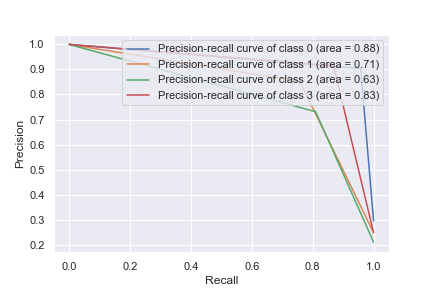 Precision-recall curve of class 0 (area = 0.88)
Precision-recall curve of class 1 (area = 0.71)
Precision-recall curve of class 2 (area = 0.63)
Precision-recall curve of class 3 (area = 0.83)
1.0
0.9
0.8
0.7
0.6
0.5
0.4
0.3
0.2
Precision
0.0 0.2 0.4 0.6 0.8 1.0
Recall